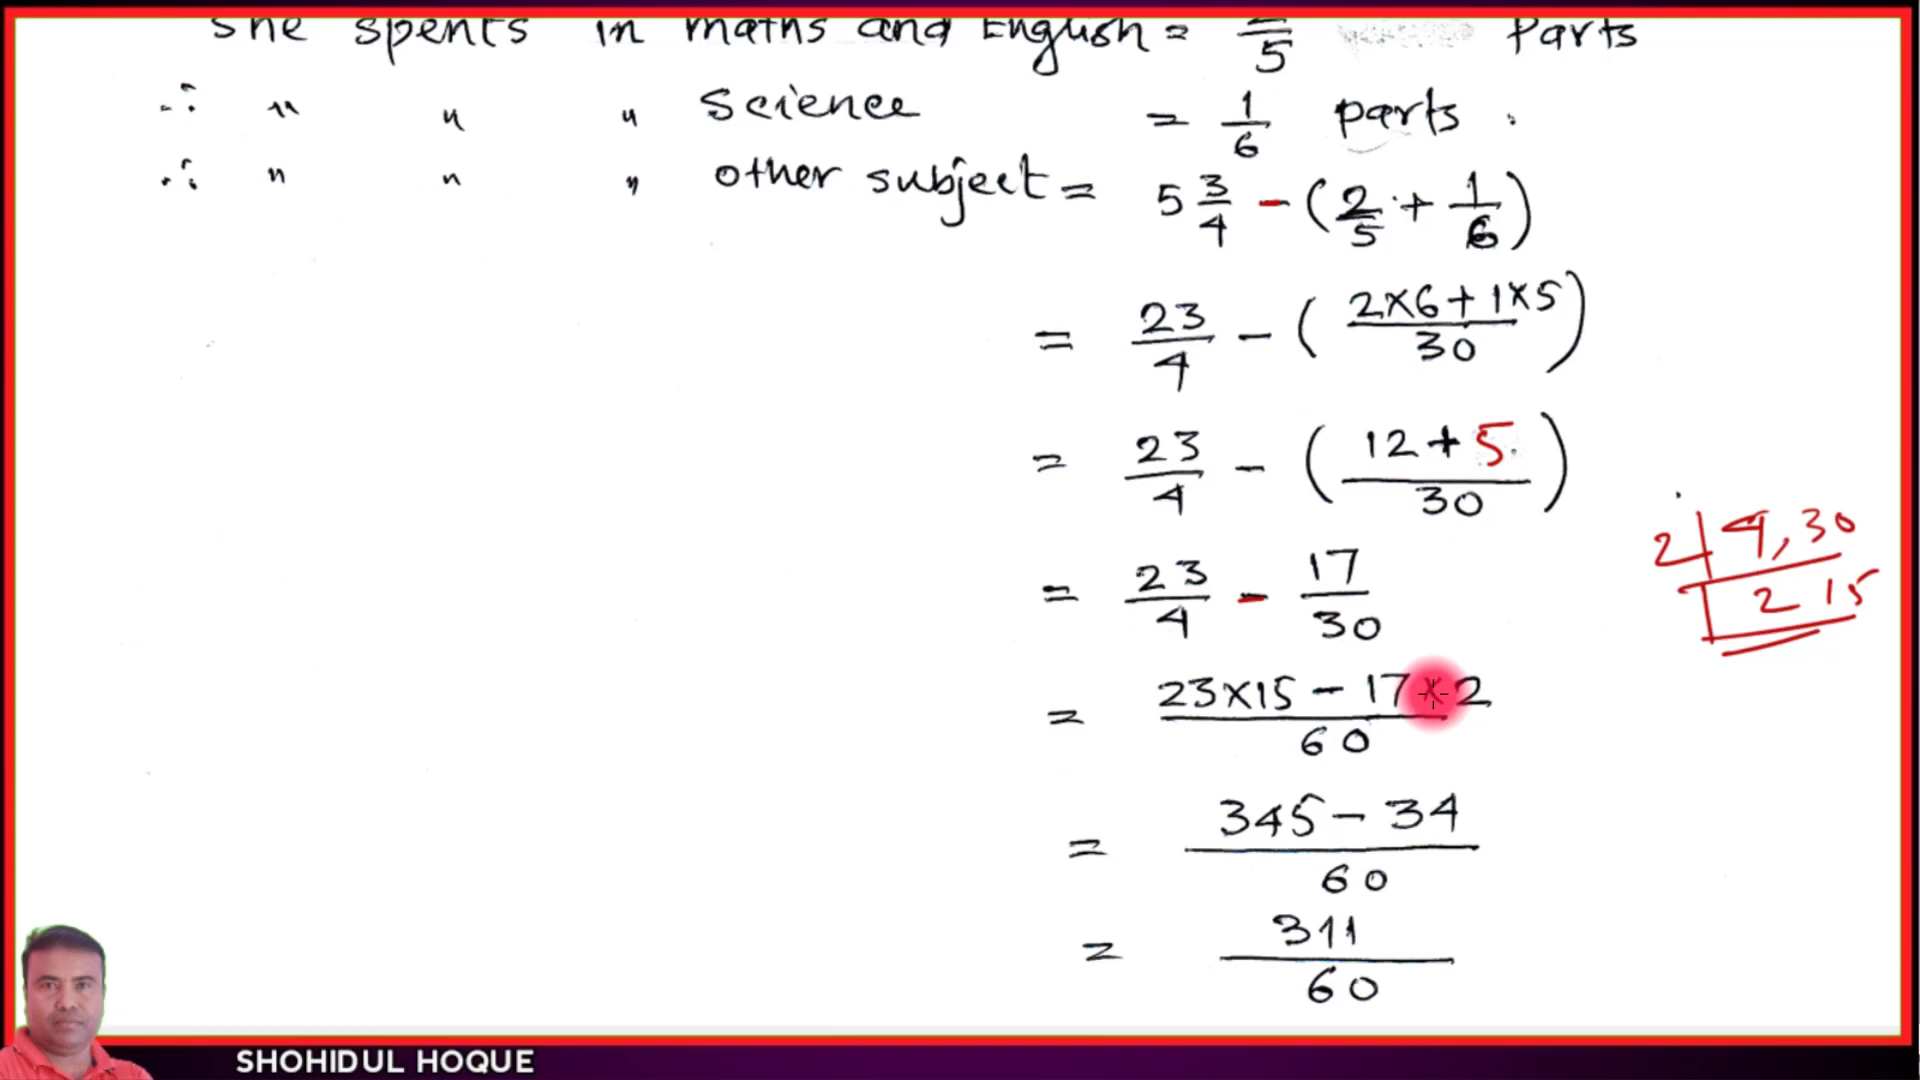 She spents in maths and English = 2/5 Parts
∴ " " " Science = 1/6 parts.
∴ " " " other subject = 5 3/4 - (2/5 + 1/6)
= 23/4 - (2×6+1×5/30)
= 23/4 - (12+5/30)
2 | 4, 30
2 15
= 23/4 - 17/30
= 23×15-17×2/60
= 345-34/60
= 311/60
SHOHIDUL HOQUE